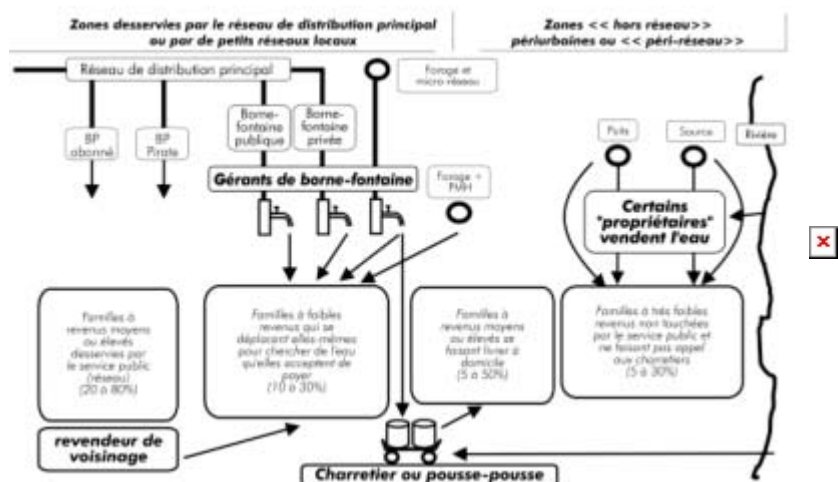 Zones desservies par le réseau de distribution principal
ou par de petits réseaux locaux
Zones << hors réseau>>
périurbaines ou << péri-réseau>>
Réseau de distribution principal
Forage et
micro-réseau
BP
abonné
BP
Pirate
Borne-
fontaine
publique
Borne-
fontaine
privée
Puits
Source
Rivière
Gérants de borne-fontaine
Forage +
PMH
Certains
"propriétaires"
vendent l'eau
Familles à
revenus moyens
ou élevés
desservies par
le service public
(réseau)
(20 à 80%)
Familles à faibles
revenus qui se
déplacant elles-mêmes
pour chercher de l'eau
qu'elles acceptent de
payer
(10 à 30%)
Familles à
revenus moyens
ou élevés se
faisant livrer à
domicile
(5 à 50%)
Familles à trés faibles
revenus non touchées
par le service public et
ne faisant pas appel
aux charretiers
(5 à 30%)
revendeur de
voisinage
Charretier ou pousse-pousse